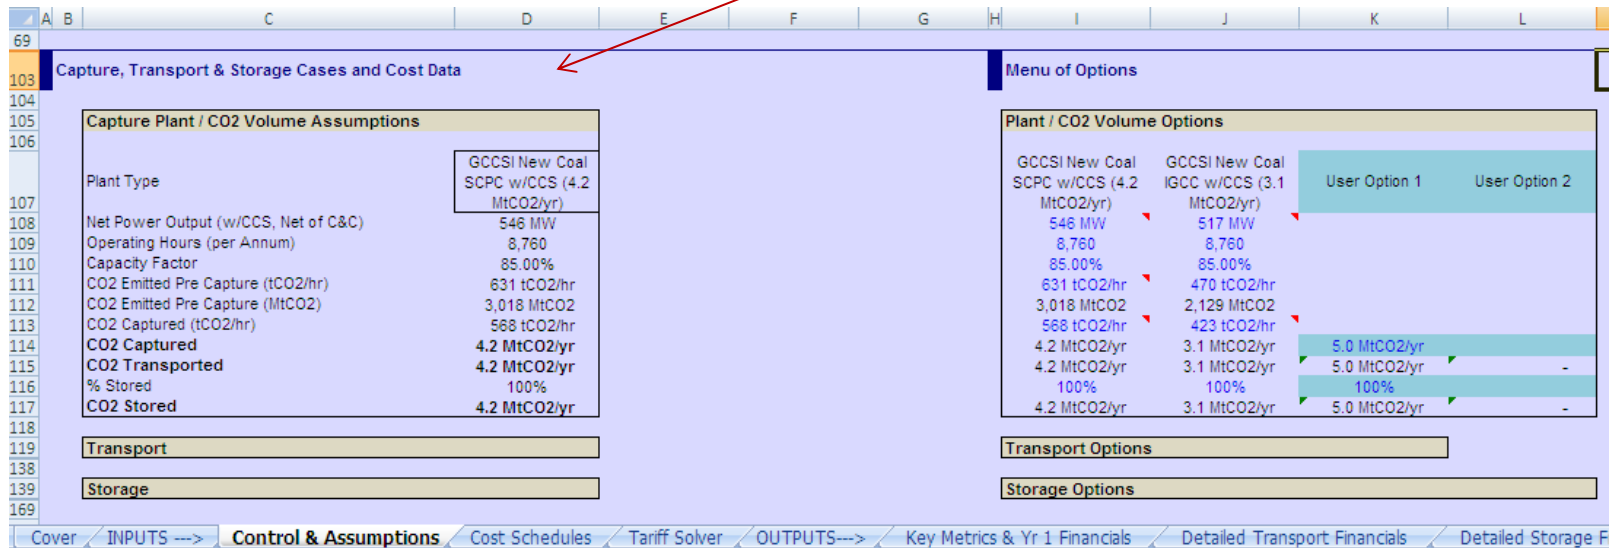 A B C D E F G H I J K L
69
103 Capture, Transport & Storage Cases and Cost Data Menu of Options
104
105 Capture Plant / CO2 Volume Assumptions Plant / CO2 Volume Options
106
GCCSI New Coal GCCSI New Coal GCCSI New Coal
Plant Type SCPC w/CCS (4.2 SCPC w/CCS (4.2 IGCC w/CCS (3.1 User Option 1 User Option 2
107 MtCO2/yr) MtCO2/yr) MtCO2/yr)
108 Net Power Output (w/CCS, Net of C&C) 546 MW 546 MW 517 MW
109 Operating Hours (per Annum) 8,760 8,760 8,760
110 Capacity Factor 85.00% 85.00% 85.00%
111 CO2 Emitted Pre Capture (tCO2/hr) 631 tCO2/hr 631 tCO2/hr 470 tCO2/hr
112 CO2 Emitted Pre Capture (MtCO2) 3,018 MtCO2 3,018 MtCO2 2,129 MtCO2
113 CO2 Captured (tCO2/hr) 568 tCO2/hr 568 tCO2/hr 423 tCO2/hr
114 CO2 Captured 4.2 MtCO2/yr 4.2 MtCO2/yr 3.1 MtCO2/yr 5.0 MtCO2/yr
115 CO2 Transported 4.2 MtCO2/yr 4.2 MtCO2/yr 3.1 MtCO2/yr 5.0 MtCO2/yr -
116 % Stored 100% 100% 100% 100%
117 CO2 Stored 4.2 MtCO2/yr 4.2 MtCO2/yr 3.1 MtCO2/yr 5.0 MtCO2/yr -
118
119 Transport Transport Options
138
139 Storage Storage Options
169
Cover INPUTS ---> Control & Assumptions Cost Schedules Tariff Solver OUTPUTS---> Key Metrics & Yr 1 Financials Detailed Transport Financials Detailed Storage F